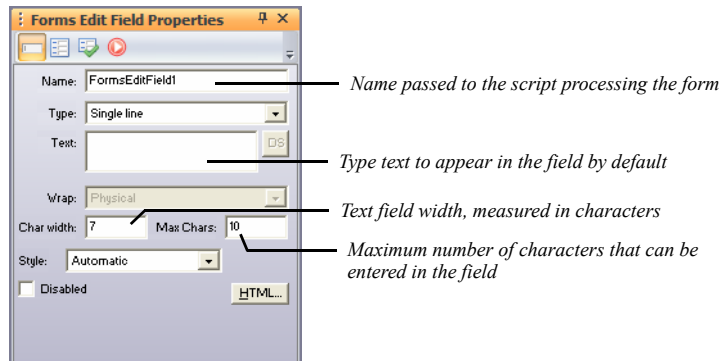 Forms Edit Field Properties
Name: FormsEditField1
Name passed to the script processing the form
Type: Single line
Text: DS
Type text to appear in the field by default
Wrap: Physical
Text field width, measured in characters
Char width: 7 Max Chars: 10
Maximum number of characters that can be
entered in the field
Style: Automatic
Disabled
HTML...